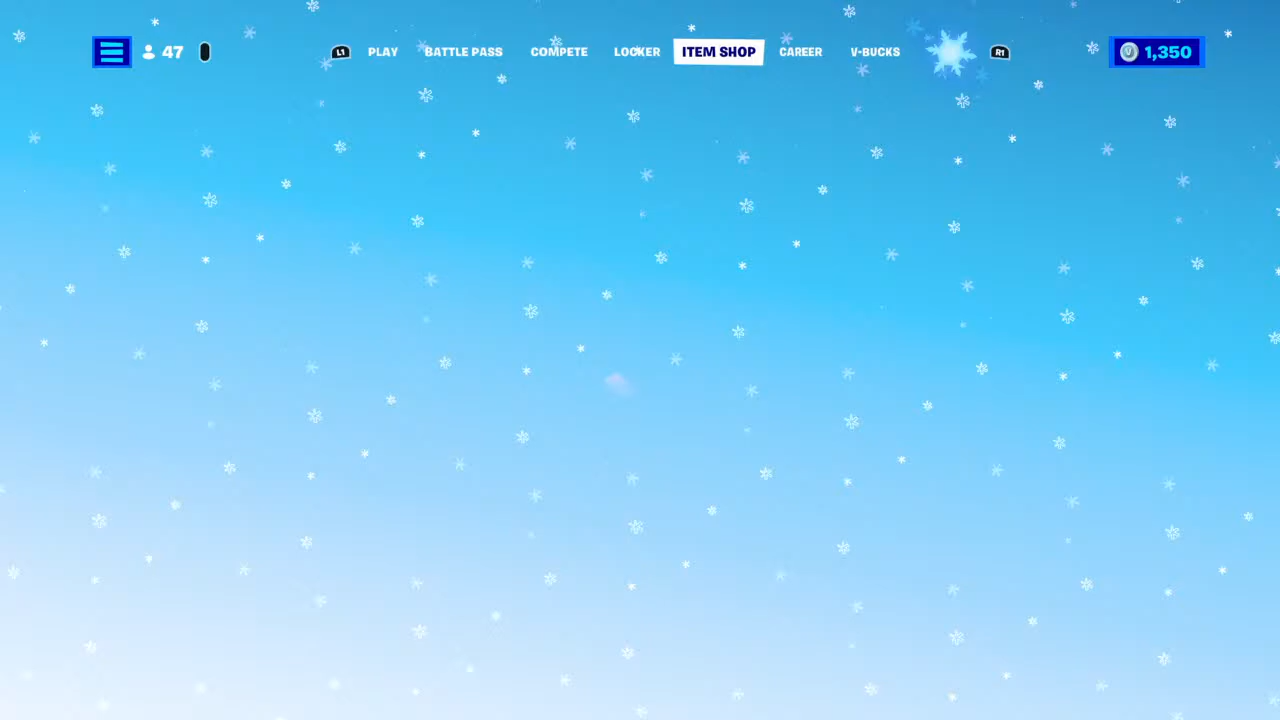 47
L1 PLAY BATTLE PASS COMPETE LOCKER ITEM SHOP CAREER V-BUCKS R1
1,350